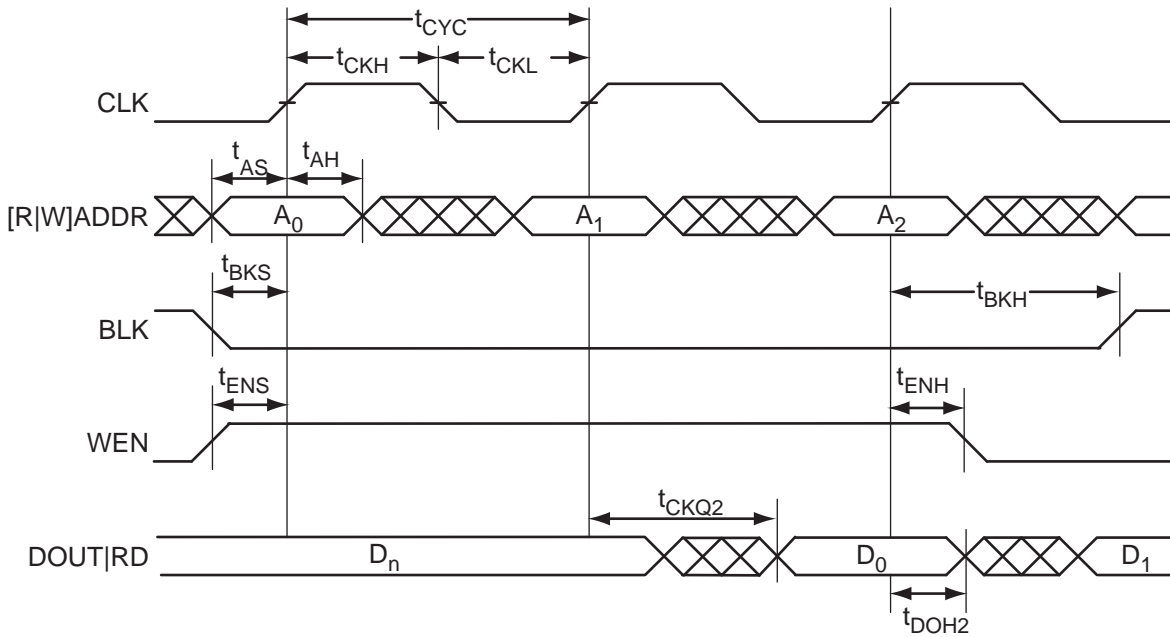 tCYC
tCKH tCKL
CLK
tAS tAH
[R|W]ADDR A0 A1 A2
tBKS tBKH
BLK
tENS tENH
WEN
tCKQ2
DOUT|RD Dn D0 D1
tDOH2